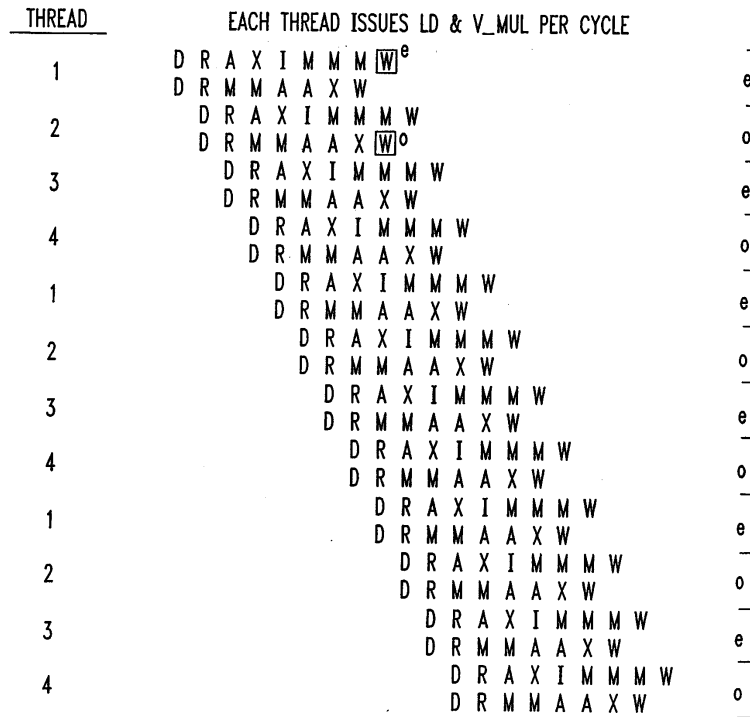 THREAD EACH THREAD ISSUES LD & V_MUL PER CYCLE
1
D R A X I M M M W e
D R M M A A X W
e
2
D R A X I M M M W
D R M M A A X W o
o
3
D R A X I M M M W
D R M M A A X W
e
4
D R A X I M M M W
D R M M A A X W
o
1
D R A X I M M M W
D R M M A A X W
e
2
D R A X I M M M W
D R M M A A X W
o
3
D R A X I M M M W
D R M M A A X W
e
4
D R A X I M M M W
D R M M A A X W
o
1
D R A X I M M M W
D R M M A A X W
e
2
D R A X I M M M W
D R M M A A X W
o
3
D R A X I M M M W
D R M M A A X W
e
4
D R A X I M M M W
D R M M A A X W
o